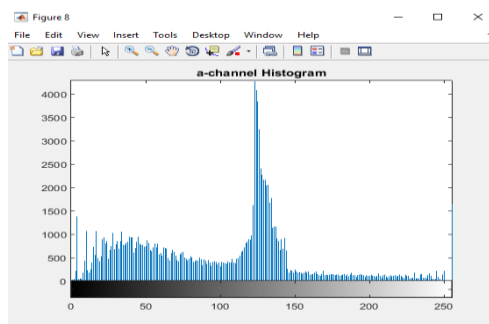 Figure 8
File Edit View Insert Tools Desktop Window Help
a-channel Histogram
4000
3500
3000
2500
2000
1500
1000
500
0
0 50 100 150 200 250